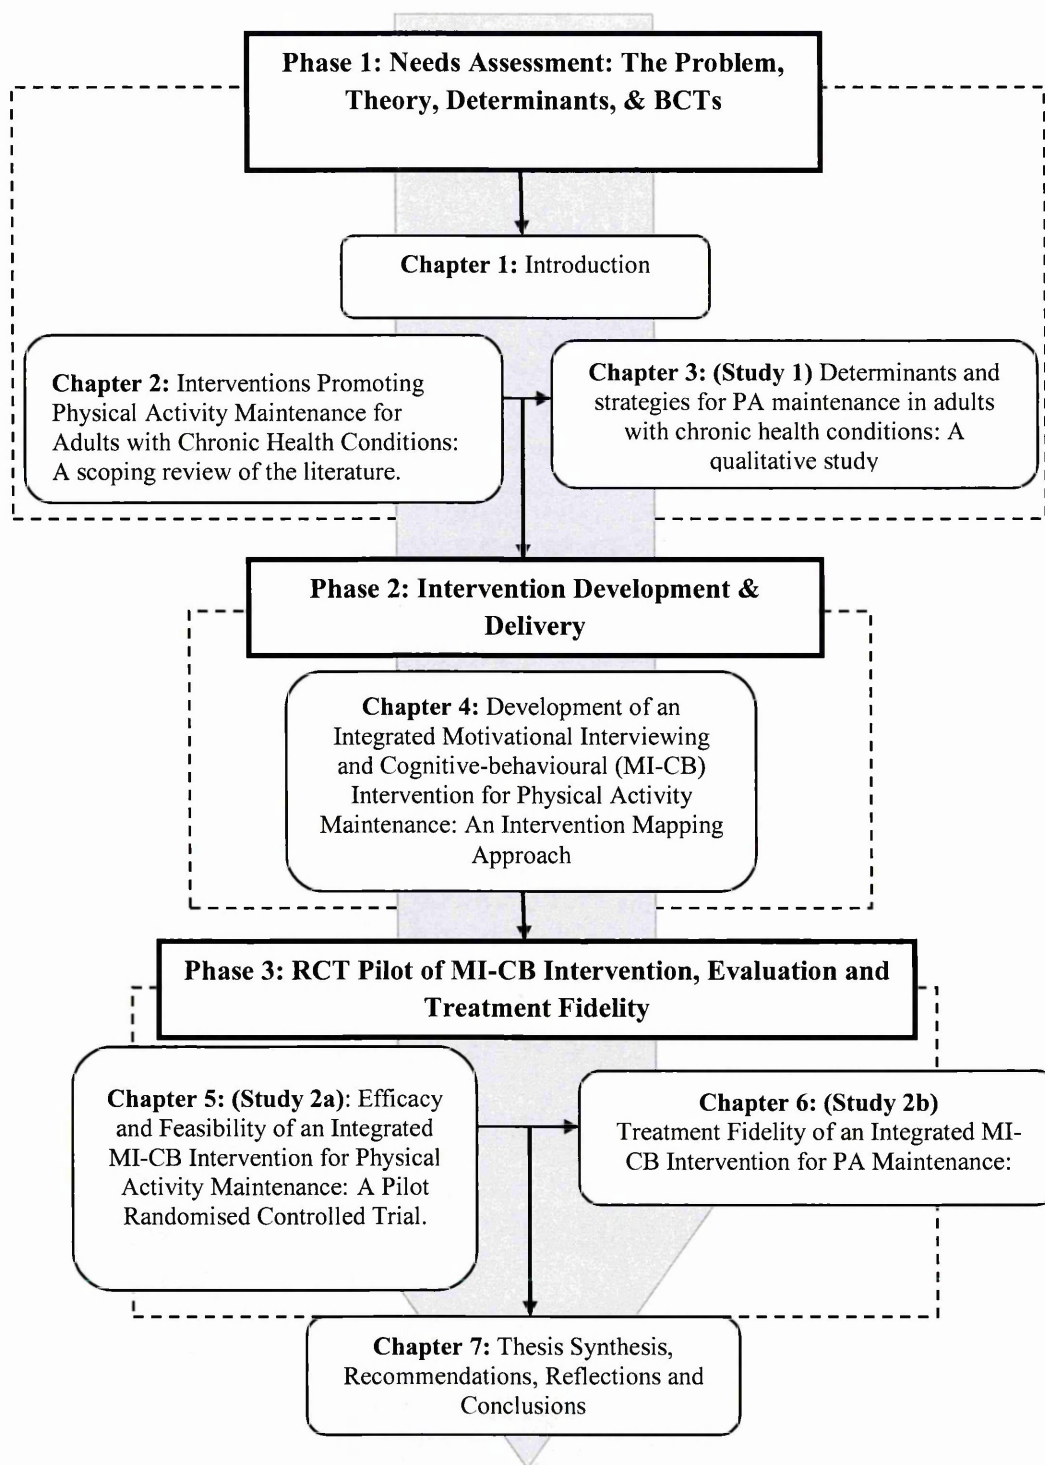 Phase 1: Needs Assessment: The Problem,
Theory, Determinants, & BCTs
Chapter 1: Introduction
Chapter 2: Interventions Promoting
Physical Activity Maintenance for
Adults with Chronic Health Conditions:
A scoping review of the literature.
Chapter 3: (Study 1) Determinants and
strategies for PA maintenance in adults
with chronic health conditions: A
qualitative study
Phase 2: Intervention Development &
Delivery
Chapter 4: Development of an
Integrated Motivational Interviewing
and Cognitive-behavioural (MI-CB)
Intervention for Physical Activity
Maintenance: An Intervention Mapping
Approach
Phase 3: RCT Pilot of MI-CB Intervention, Evaluation and
Treatment Fidelity
Chapter 5: (Study 2a): Efficacy
and Feasibility of an Integrated
MI-CB Intervention for Physical
Activity Maintenance: A Pilot
Randomised Controlled Trial.
Chapter 6: (Study 2b)
Treatment Fidelity of an Integrated MI-
CB Intervention for PA Maintenance:
Chapter 7: Thesis Synthesis,
Recommendations, Reflections and
Conclusions